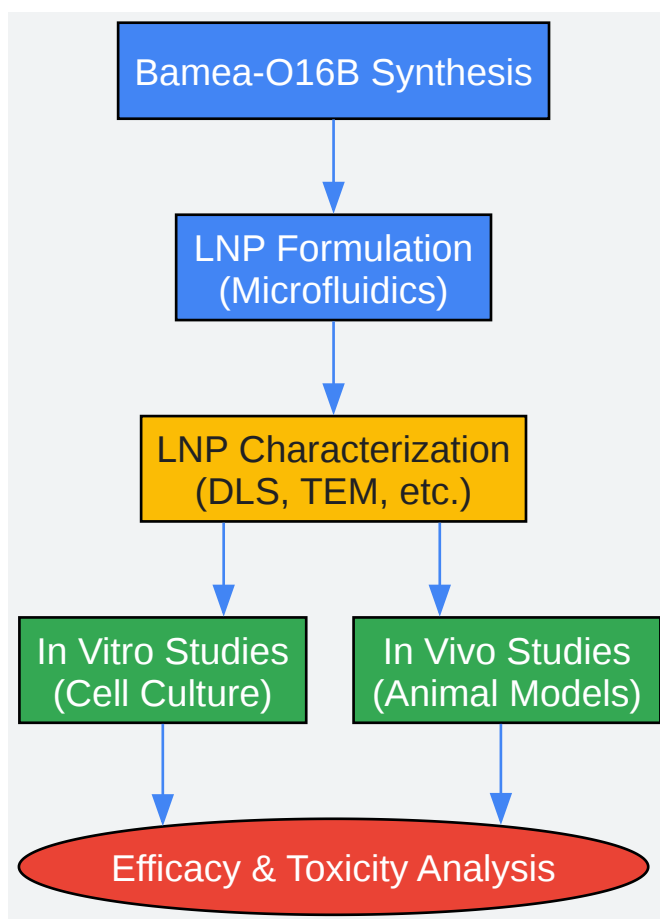 Bamea-O16B Synthesis
LNP Formulation
(Microfluidics)
LNP Characterization
(DLS, TEM, etc.)
In Vitro Studies
(Cell Culture)
In Vivo Studies
(Animal Models)
Efficacy & Toxicity Analysis